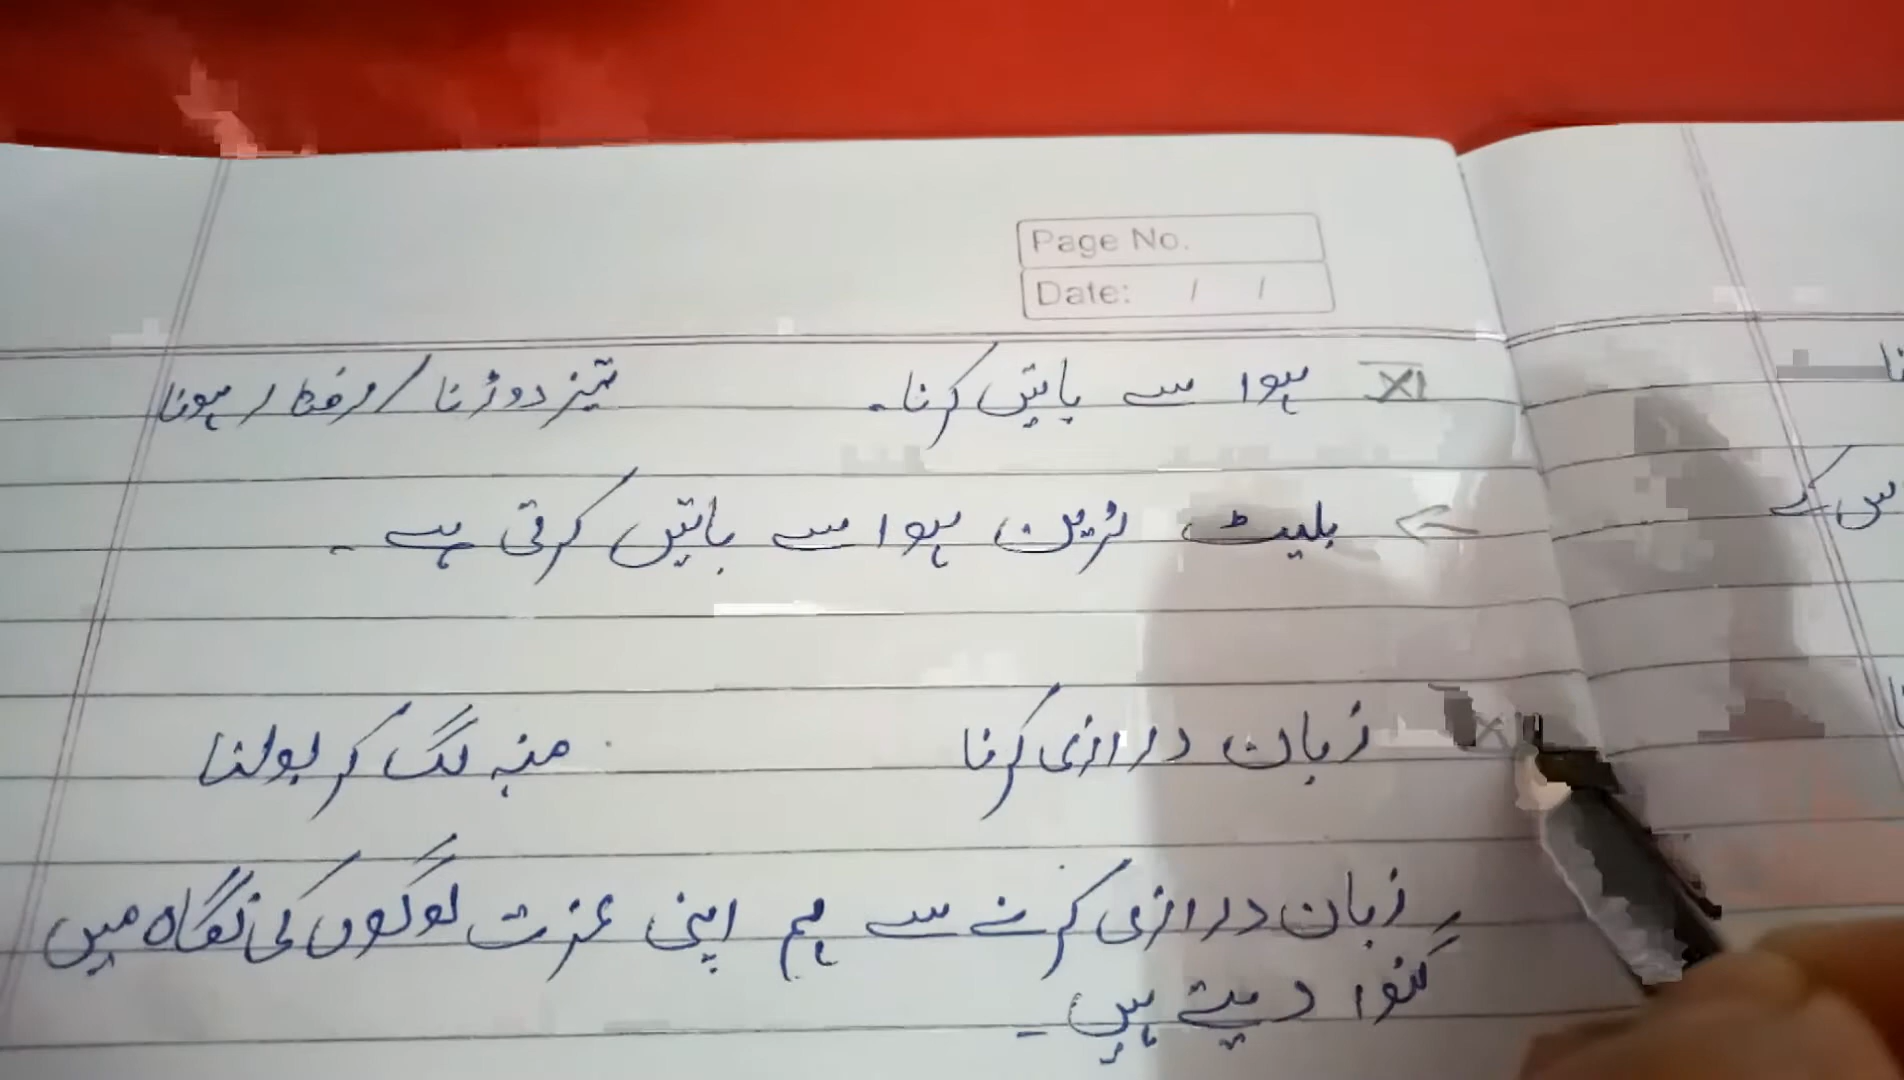 Page No.
Date: / /
XI ہوا سے باتیں کرنا۔ تیز دوڑنا / رفتار ہونا
بلیٹ ٹرین ہوا سے باتیں کرتی ہے۔
زبان درازی کرنا منہ لگ کر بولنا
زبان درازی کرنے سے ہم اپنی عزت لوگوں کی نگاہ میں
گنوا دیتے ہیں۔